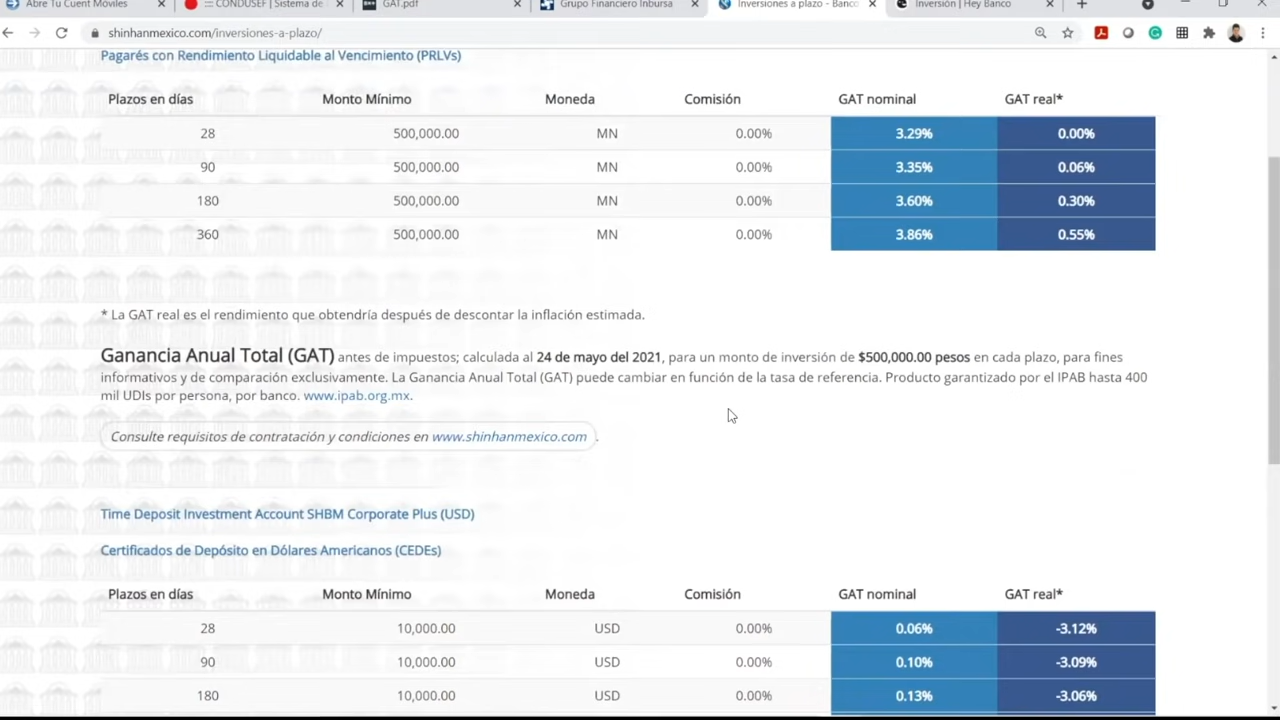 Abre Tu Cuent Móviles
CONDUSEF | Sistema de
GAT.pdf
Grupo Financiero Inbursa
Inversiones a plazo - Banco
Inversión | Hey Banco
shinhanmexico.com/inversiones-a-plazo/
Pagarés con Rendimiento Liquidable al Vencimiento (PRLVs)
Plazos en días Monto Mínimo Moneda Comisión GAT nominal GAT real*
28 500,000.00 MN 0.00% 3.29% 0.00%
90 500,000.00 MN 0.00% 3.35% 0.06%
180 500,000.00 MN 0.00% 3.60% 0.30%
360 500,000.00 MN 0.00% 3.86% 0.55%
* La GAT real es el rendimiento que obtendría después de descontar la inflación estimada.
Ganancia Anual Total (GAT) antes de impuestos; calculada al 24 de mayo del 2021, para un monto de inversión de $500,000.00 pesos en cada plazo, para fines
informativos y de comparación exclusivamente. La Ganancia Anual Total (GAT) puede cambiar en función de la tasa de referencia. Producto garantizado por el IPAB hasta 400
mil UDIs por persona, por banco. www.ipab.org.mx.
Consulte requisitos de contratación y condiciones en www.shinhanmexico.com .
Time Deposit Investment Account SHBM Corporate Plus (USD)
Certificados de Depósito en Dólares Americanos (CEDEs)
Plazos en días Monto Mínimo Moneda Comisión GAT nominal GAT real*
28 10,000.00 USD 0.00% 0.06% -3.12%
90 10,000.00 USD 0.00% 0.10% -3.09%
180 10,000.00 USD 0.00% 0.13% -3.06%